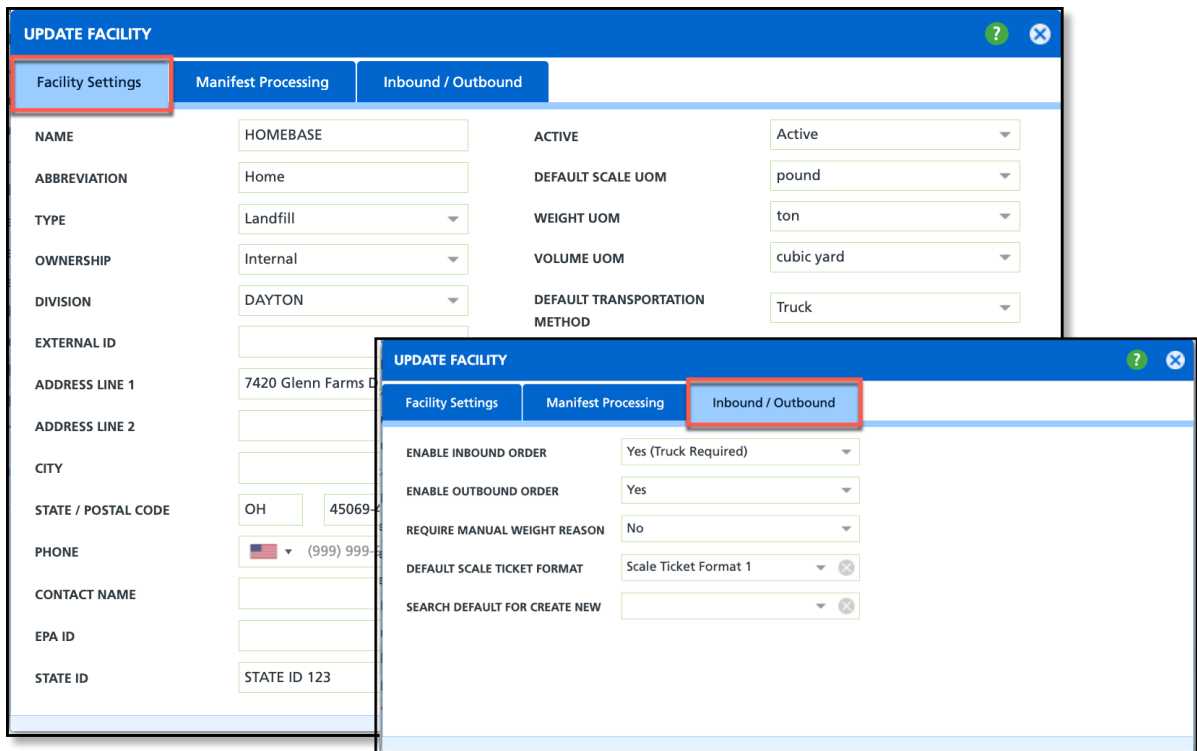 UPDATE FACILITY ?
Facility Settings Manifest Processing Inbound / Outbound
NAME HOMEBASE
ABBREVIATION Home
TYPE Landfill
OWNERSHIP Internal
DIVISION DAYTON
EXTERNAL ID
ADDRESS LINE 1 7420 Glenn Farms D
ADDRESS LINE 2
CITY
STATE / POSTAL CODE OH 45069-
PHONE (999) 999-
CONTACT NAME
EPA ID
STATE ID STATE ID 123
ACTIVE Active
DEFAULT SCALE UOM pound
WEIGHT UOM ton
VOLUME UOM cubic yard
DEFAULT TRANSPORTATION
METHOD Truck
UPDATE FACILITY ?
Facility Settings Manifest Processing Inbound / Outbound
ENABLE INBOUND ORDER Yes (Truck Required)
ENABLE OUTBOUND ORDER Yes
REQUIRE MANUAL WEIGHT REASON No
DEFAULT SCALE TICKET FORMAT Scale Ticket Format 1
SEARCH DEFAULT FOR CREATE NEW